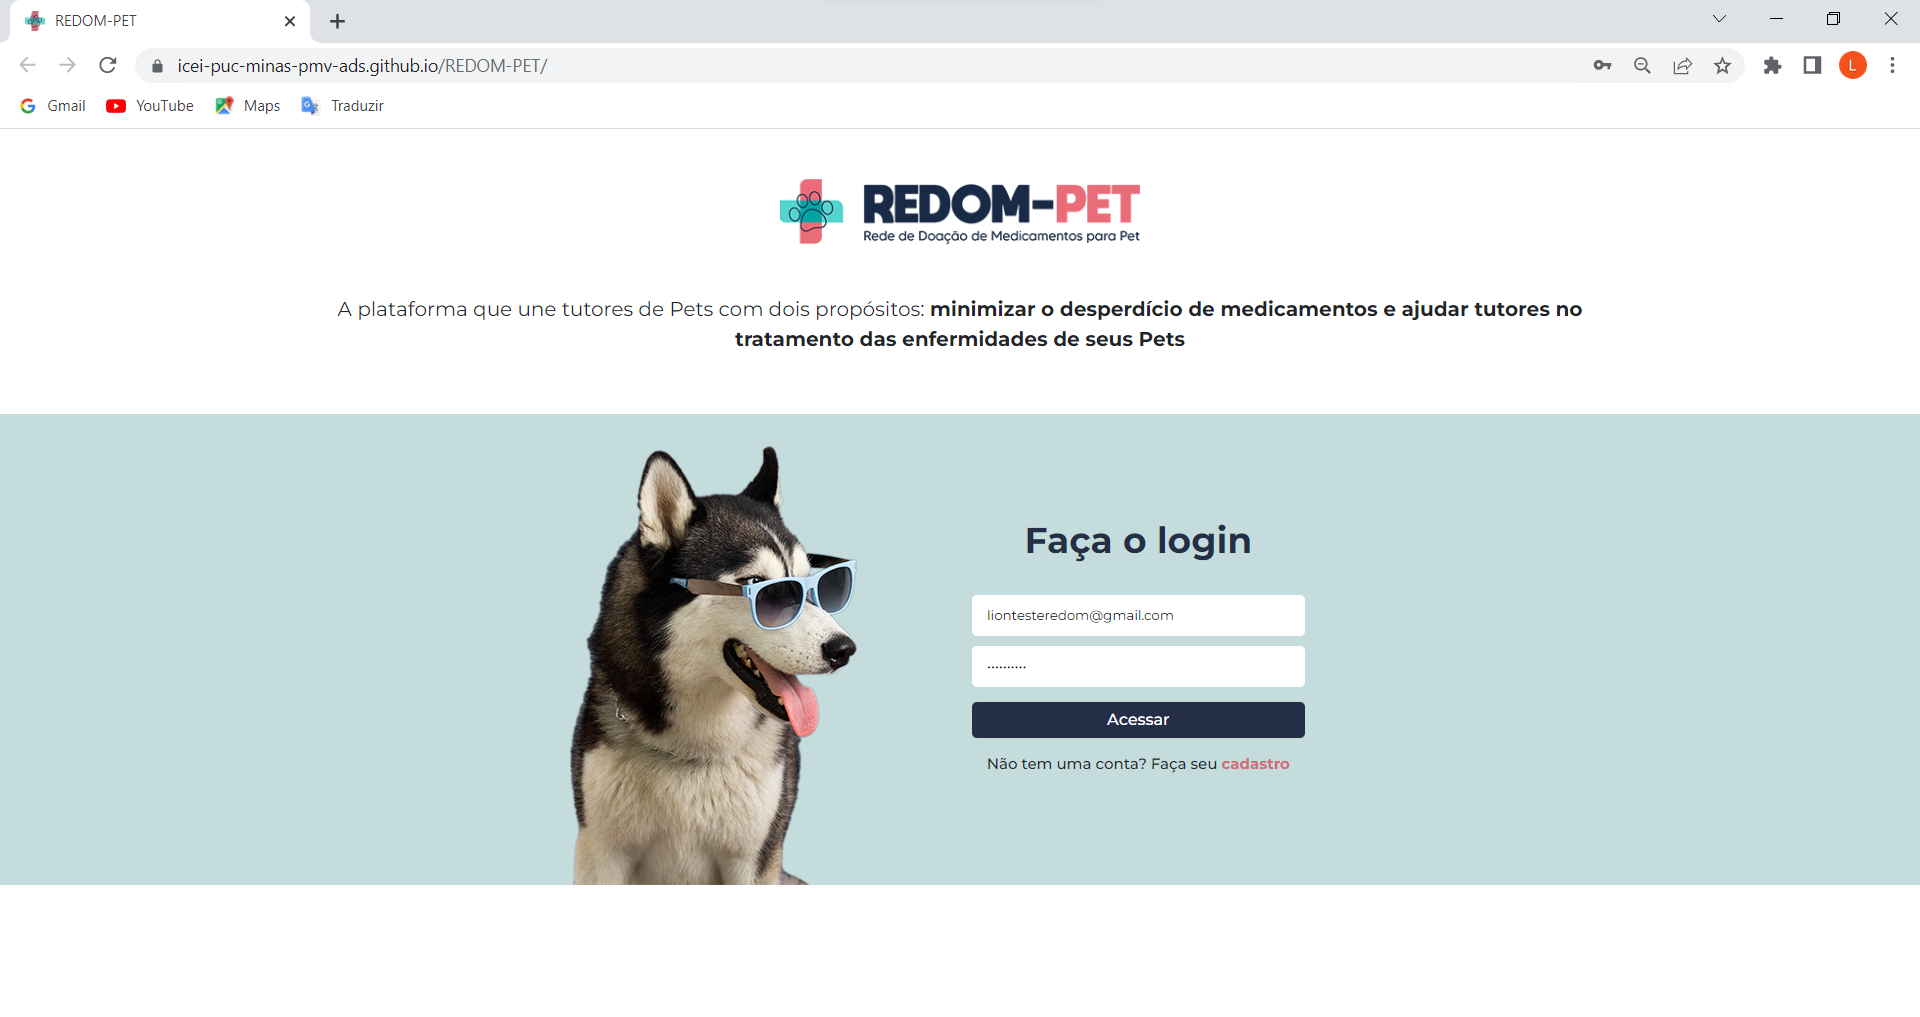 REDOM-PET
icei-puc-minas-pmv-ads.github.io/REDOM-PET/
L
Gmail YouTube Maps Traduzir
REDOM-PET
Rede de Doação de Medicamentos para Pet
A plataforma que une tutores de Pets com dois propósitos: minimizar o desperdício de medicamentos e ajudar tutores no
tratamento das enfermidades de seus Pets
Faça o login
liontesteredom@gmail.com
..........
Acessar
Não tem uma conta? Faça seu cadastro